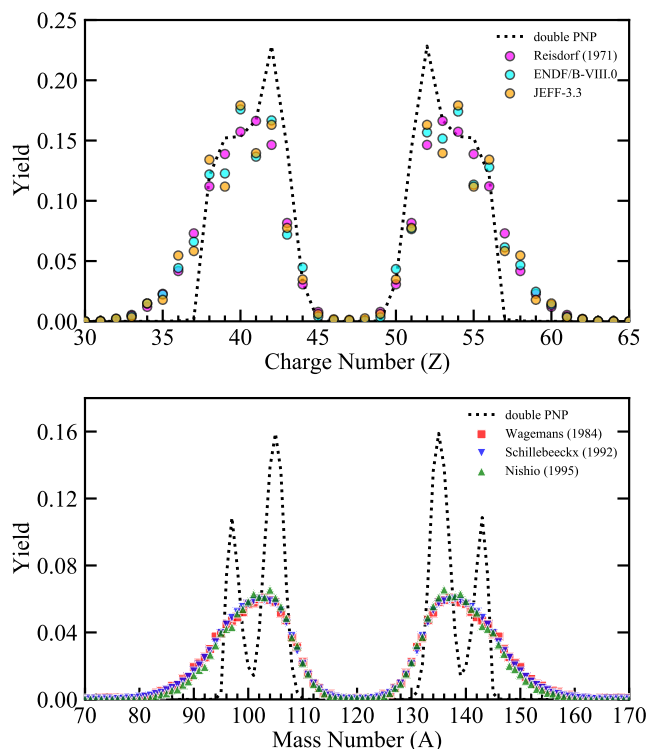 0.25
0.20
0.15
0.10
0.05
0.00
Yield
double PNP
Reisdorf (1971)
ENDF/B-VIII.0
JEFF-3.3
30 35 40 45 50 55 60 65
Charge Number (Z)
0.16
0.12
0.08
0.04
0.00
Yield
double PNP
Wagemans (1984)
Schillebeeckx (1992)
Nishio (1995)
70 80 90 100 110 120 130 140 150 160 170
Mass Number (A)